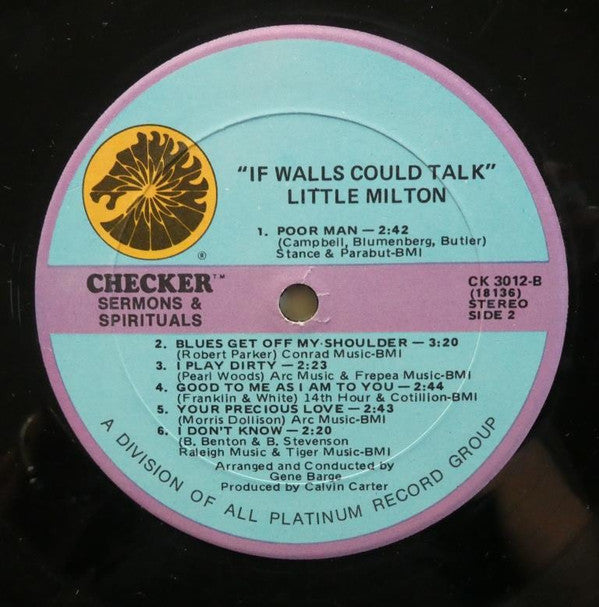 "IF WALLS COULD TALK"
LITTLE MILTON
1. POOR MAN — 2:42
(Campbell, Blumenberg, Butler)
Stance & Parabut-BMI
®
CHECKER™
SERMONS &
SPIRITUALS
CK 3012-B
(18136)
STEREO
SIDE 2
2. BLUES GET OFF MY SHOULDER — 3:20
(Robert Parker) Conrad Music-BMI
3. I PLAY DIRTY — 2:23
(Pearl Woods) Arc Music & Frepea Music-BMI
4. GOOD TO ME AS I AM TO YOU — 2:44
(Franklin & White) 14th Hour & Cotillion-BMI
5. YOUR PRECIOUS LOVE — 2:43
(Morris Dollison) Arc Music-BMI
6. I DON'T KNOW — 2:20
(B. Benton & B. Stevenson
Raleigh Music & Tiger Music-BMI
Arranged and Conducted by
Gene Barge
Produced by Calvin Carter
A DIVISION OF ALL PLATINUM RECORD GROUP